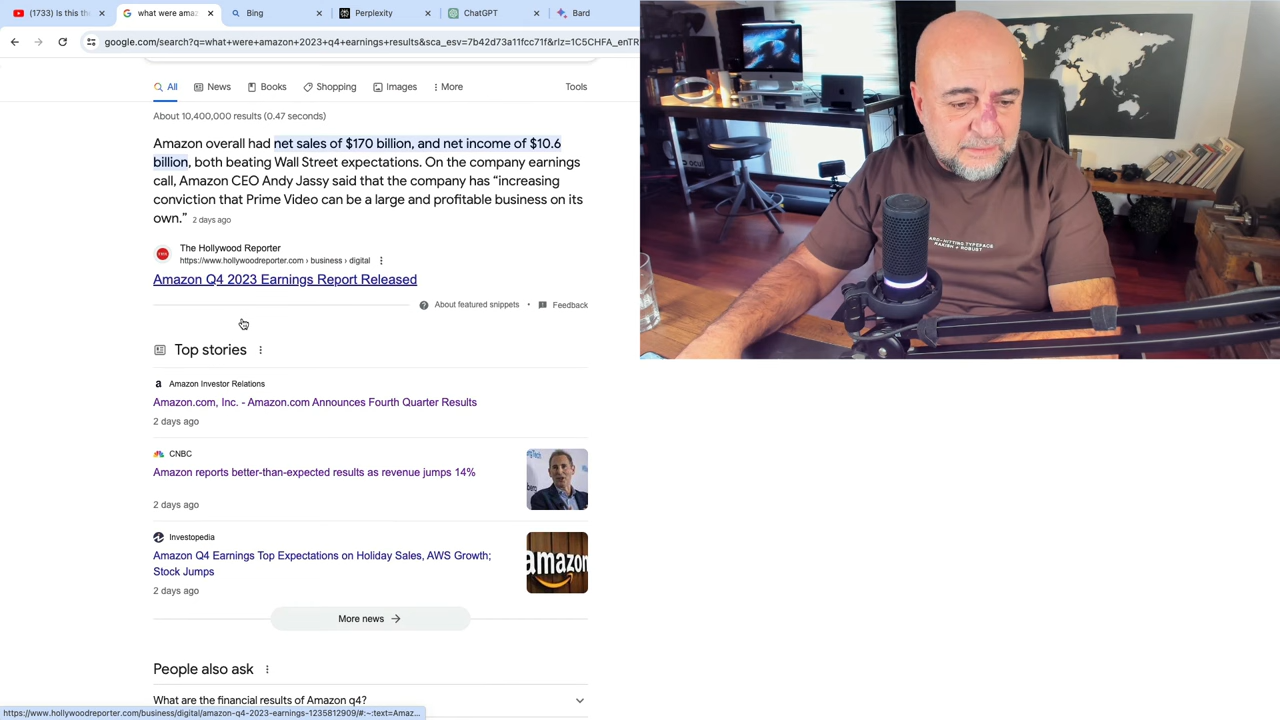 (1733) Is this the
what were amaz
Bing
Perplexity
ChatGPT
Bard
google.com/search?q=what+were+amazon+2023+q4+earnings+results&sca_esv=7b42d73a11fcc71f&rlz=1C5CHFA_enTR
All
News
Books
Shopping
Images
More
Tools
About 10,400,000 results (0.47 seconds)
Amazon overall had net sales of $170 billion, and net income of $10.6
billion, both beating Wall Street expectations. On the company earnings
call, Amazon CEO Andy Jassy said that the company has “increasing
conviction that Prime Video can be a large and profitable business on its
own.” 2 days ago
The Hollywood Reporter
https://www.hollywoodreporter.com › business › digital
Amazon Q4 2023 Earnings Report Released
About featured snippets • Feedback
Top stories
Amazon Investor Relations
Amazon.com, Inc. - Amazon.com Announces Fourth Quarter Results
2 days ago
CNBC
Amazon reports better-than-expected results as revenue jumps 14%
2 days ago
Investopedia
Amazon Q4 Earnings Top Expectations on Holiday Sales, AWS Growth;
Stock Jumps
amazon
2 days ago
More news
People also ask
What are the financial results of Amazon q4?
https://www.hollywoodreporter.com/business/digital/amazon-q4-2023-earnings-1235812909/#:~:text=Amaz...
HARD-HITTING TYPEFACE
ROBUST